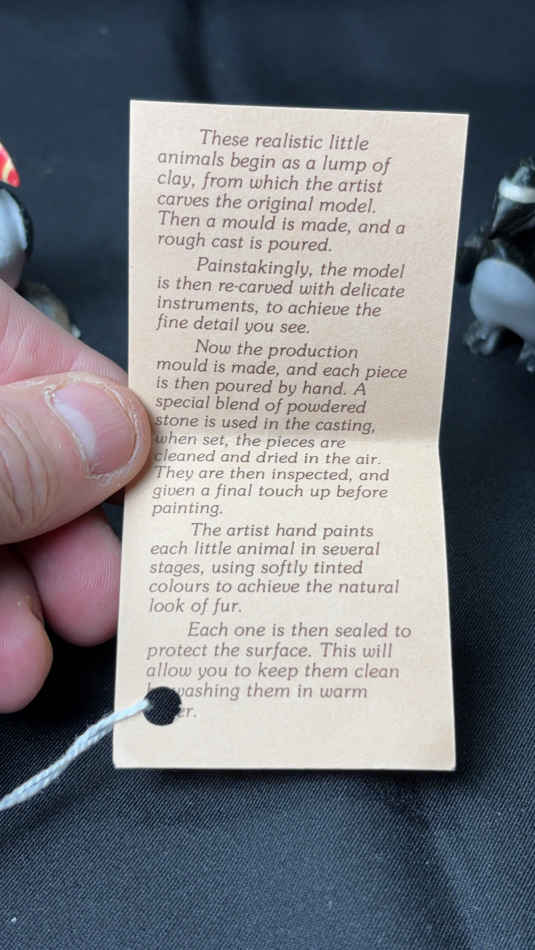 These realistic little
animals begin as a lump of
clay, from which the artist
carves the original model.
Then a mould is made, and a
rough cast is poured.
Painstakingly, the model
is then re-carved with delicate
instruments, to achieve the
fine detail you see.
Now the production
mould is made, and each piece
is then poured by hand. A
special blend of powdered
stone is used in the casting,
when set, the pieces are
cleaned and dried in the air.
They are then inspected, and
given a final touch up before
painting.
The artist hand paints
each little animal in several
stages, using softly tinted
colours to achieve the natural
look of fur.
Each one is then sealed to
protect the surface. This will
allow you to keep them clean
washing them in warm